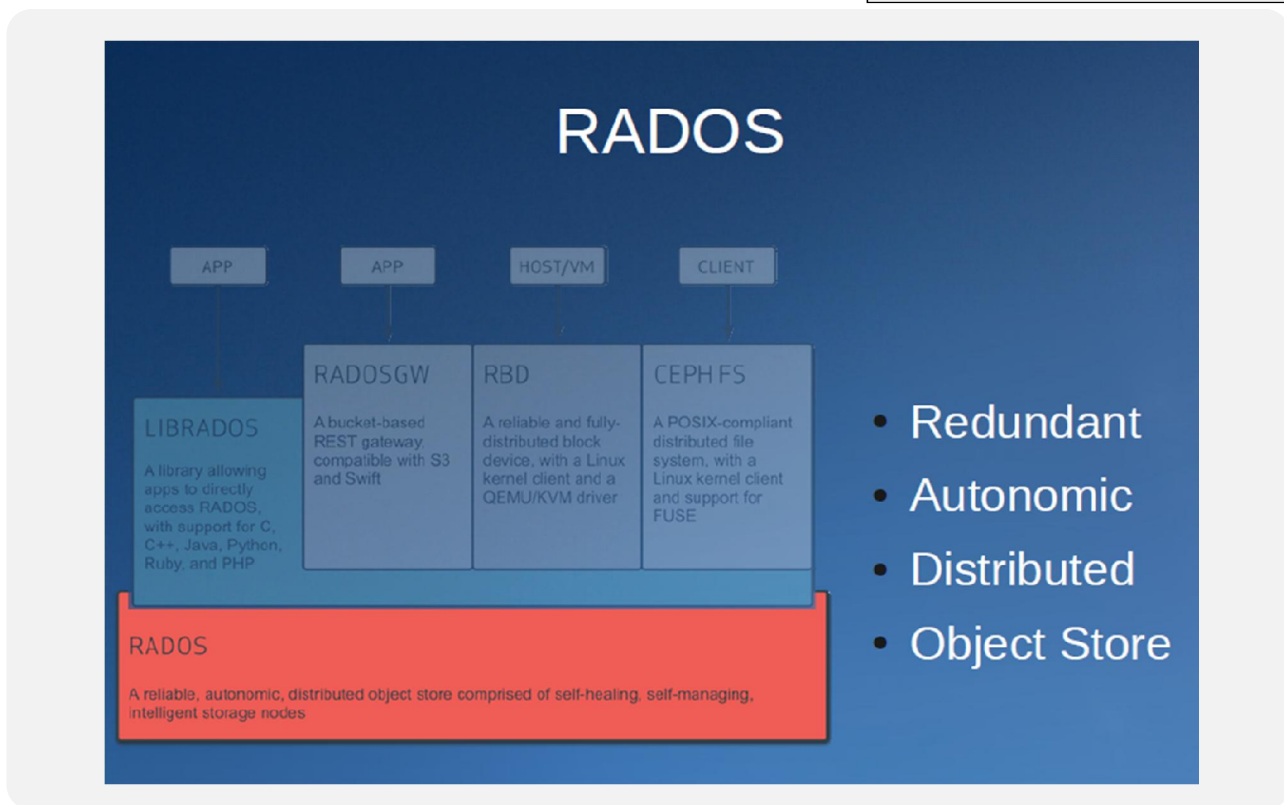 RADOS
APP
APP
HOST/VM
CLIENT
LIBRADOS
A library allowing
apps to directly
access RADOS,
with support for C,
C++, Java, Python,
Ruby, and PHP
RADOSGW
A bucket-based
REST gateway,
compatible with S3
and Swift
RBD
A reliable and fully-
distributed block
device, with a Linux
kernel client and a
QEMU/KVM driver
CEPH FS
A POSIX-compliant
distributed file
system, with a
Linux kernel client
and support for
FUSE
RADOS
A reliable, autonomic, distributed object store comprised of self-healing, self-managing,
intelligent storage nodes
• Redundant
• Autonomic
• Distributed
• Object Store